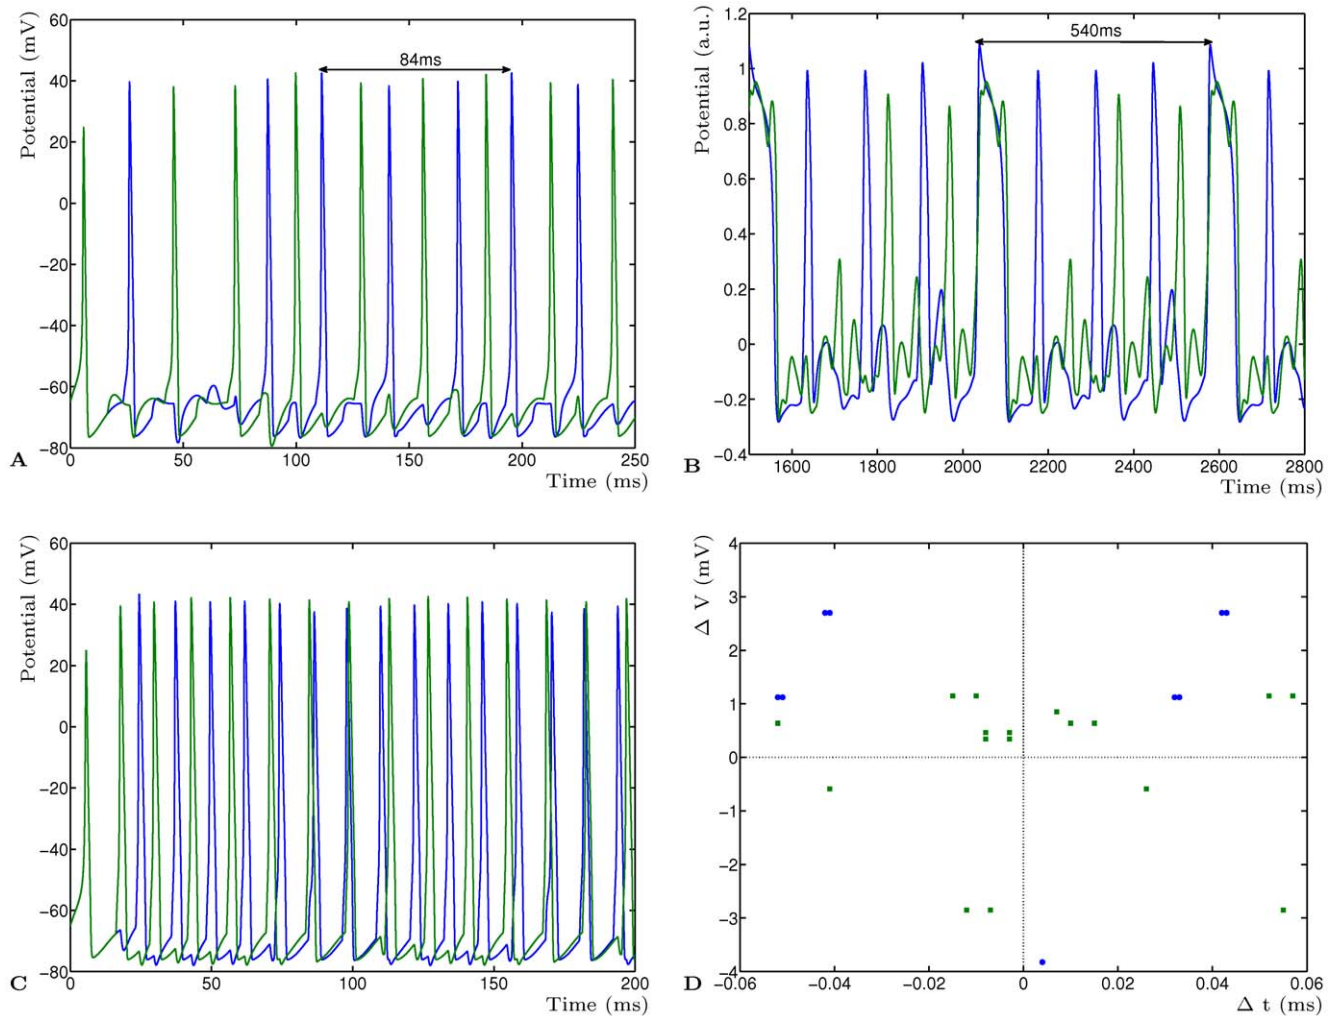 60
40
20
0
−20
−40
−60
−80
Potential (mV)
84ms
0 50 100 150 200 250
Time (ms)
A
1.2
1
0.8
0.6
0.4
0.2
0
−0.2
−0.4
Potential (a.u.)
540ms
1600 1800 2000 2200 2400 2600 2800
Time (ms)
B
60
40
20
0
−20
−40
−60
−80
Potential (mV)
0 50 100 150 200
Time (ms)
C
4
3
2
1
0
−1
−2
−3
−4
Δ V (mV)
−0.06 −0.04 −0.02 0 0.02 0.04 0.06
Δ t (ms)
D